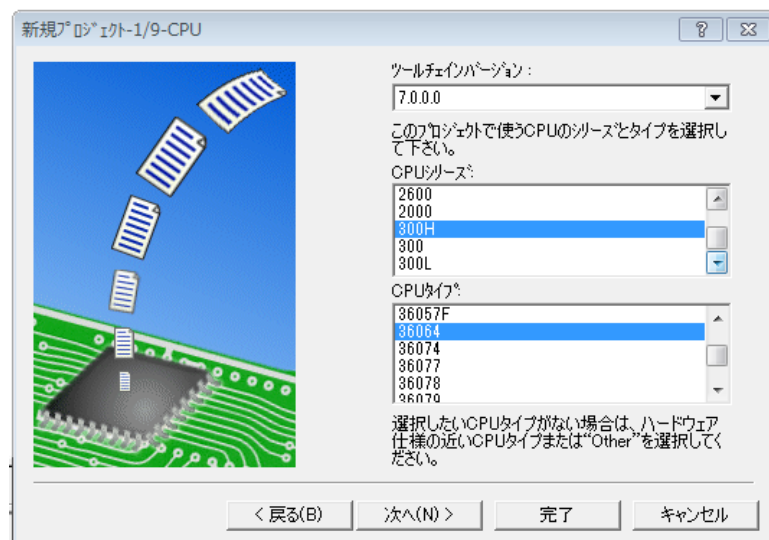 新規ﾌﾟﾛｼﾞｪｸﾄ-1/9-CPU
ﾂｰﾙﾁｪｲﾝﾊﾞｰｼﾞｮﾝ :
7.0.0.0
このﾌﾟﾛｼﾞｪｸﾄで使うCPUのｼﾘｰｽﾞとﾀｲﾌﾟを選択し
て下さい。
CPUｼﾘｰｽﾞ:
2600
2000
300H
300
300L
CPUﾀｲﾌﾟ:
36057F
36064
36074
36077
36078
36079
選択したいCPUタイプがない場合は、ハードウェア
仕様の近いCPUタイプまたは“Other”を選択してく
ださい。
< 戻る(B)
次へ(N) >
完了
キャンセル